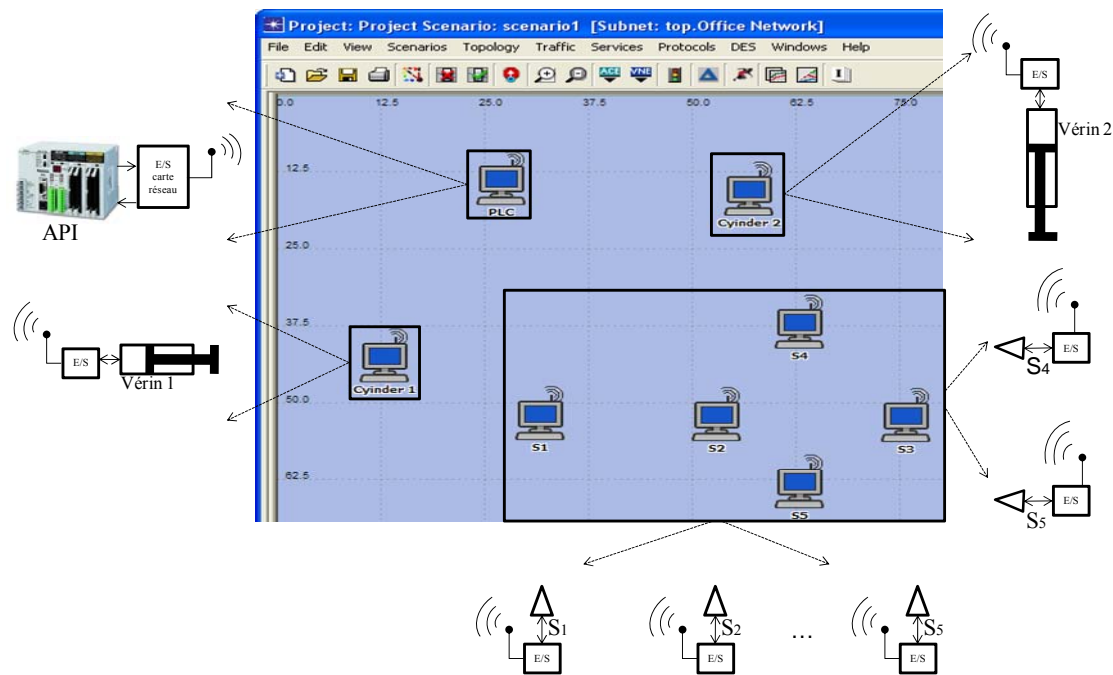 Project: Project Scenario: scenario1 [Subnet: top.Office Network]
File Edit View Scenarios Topology Traffic Services Protocols DES Windows Help
0.0 12.5 25.0 37.5 50.0 62.5 75.0
12.5
25.0
37.5
50.0
62.5
PLC
Cyinder 2
Cyinder 1
S4
S1
S2
S3
S5
E/S
carte
réseau
API
E/S
Vérin 1
E/S
Vérin 2
S4
E/S
S5
E/S
S1
E/S
S2
E/S
...
S5
E/S